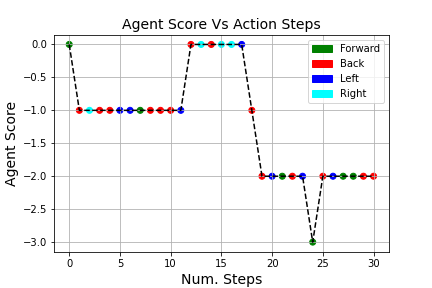 Agent Score Vs Action Steps
0.0
−0.5
−1.0
−1.5
−2.0
−2.5
−3.0
Agent Score
Forward
Back
Left
Right
0 5 10 15 20 25 30
Num. Steps